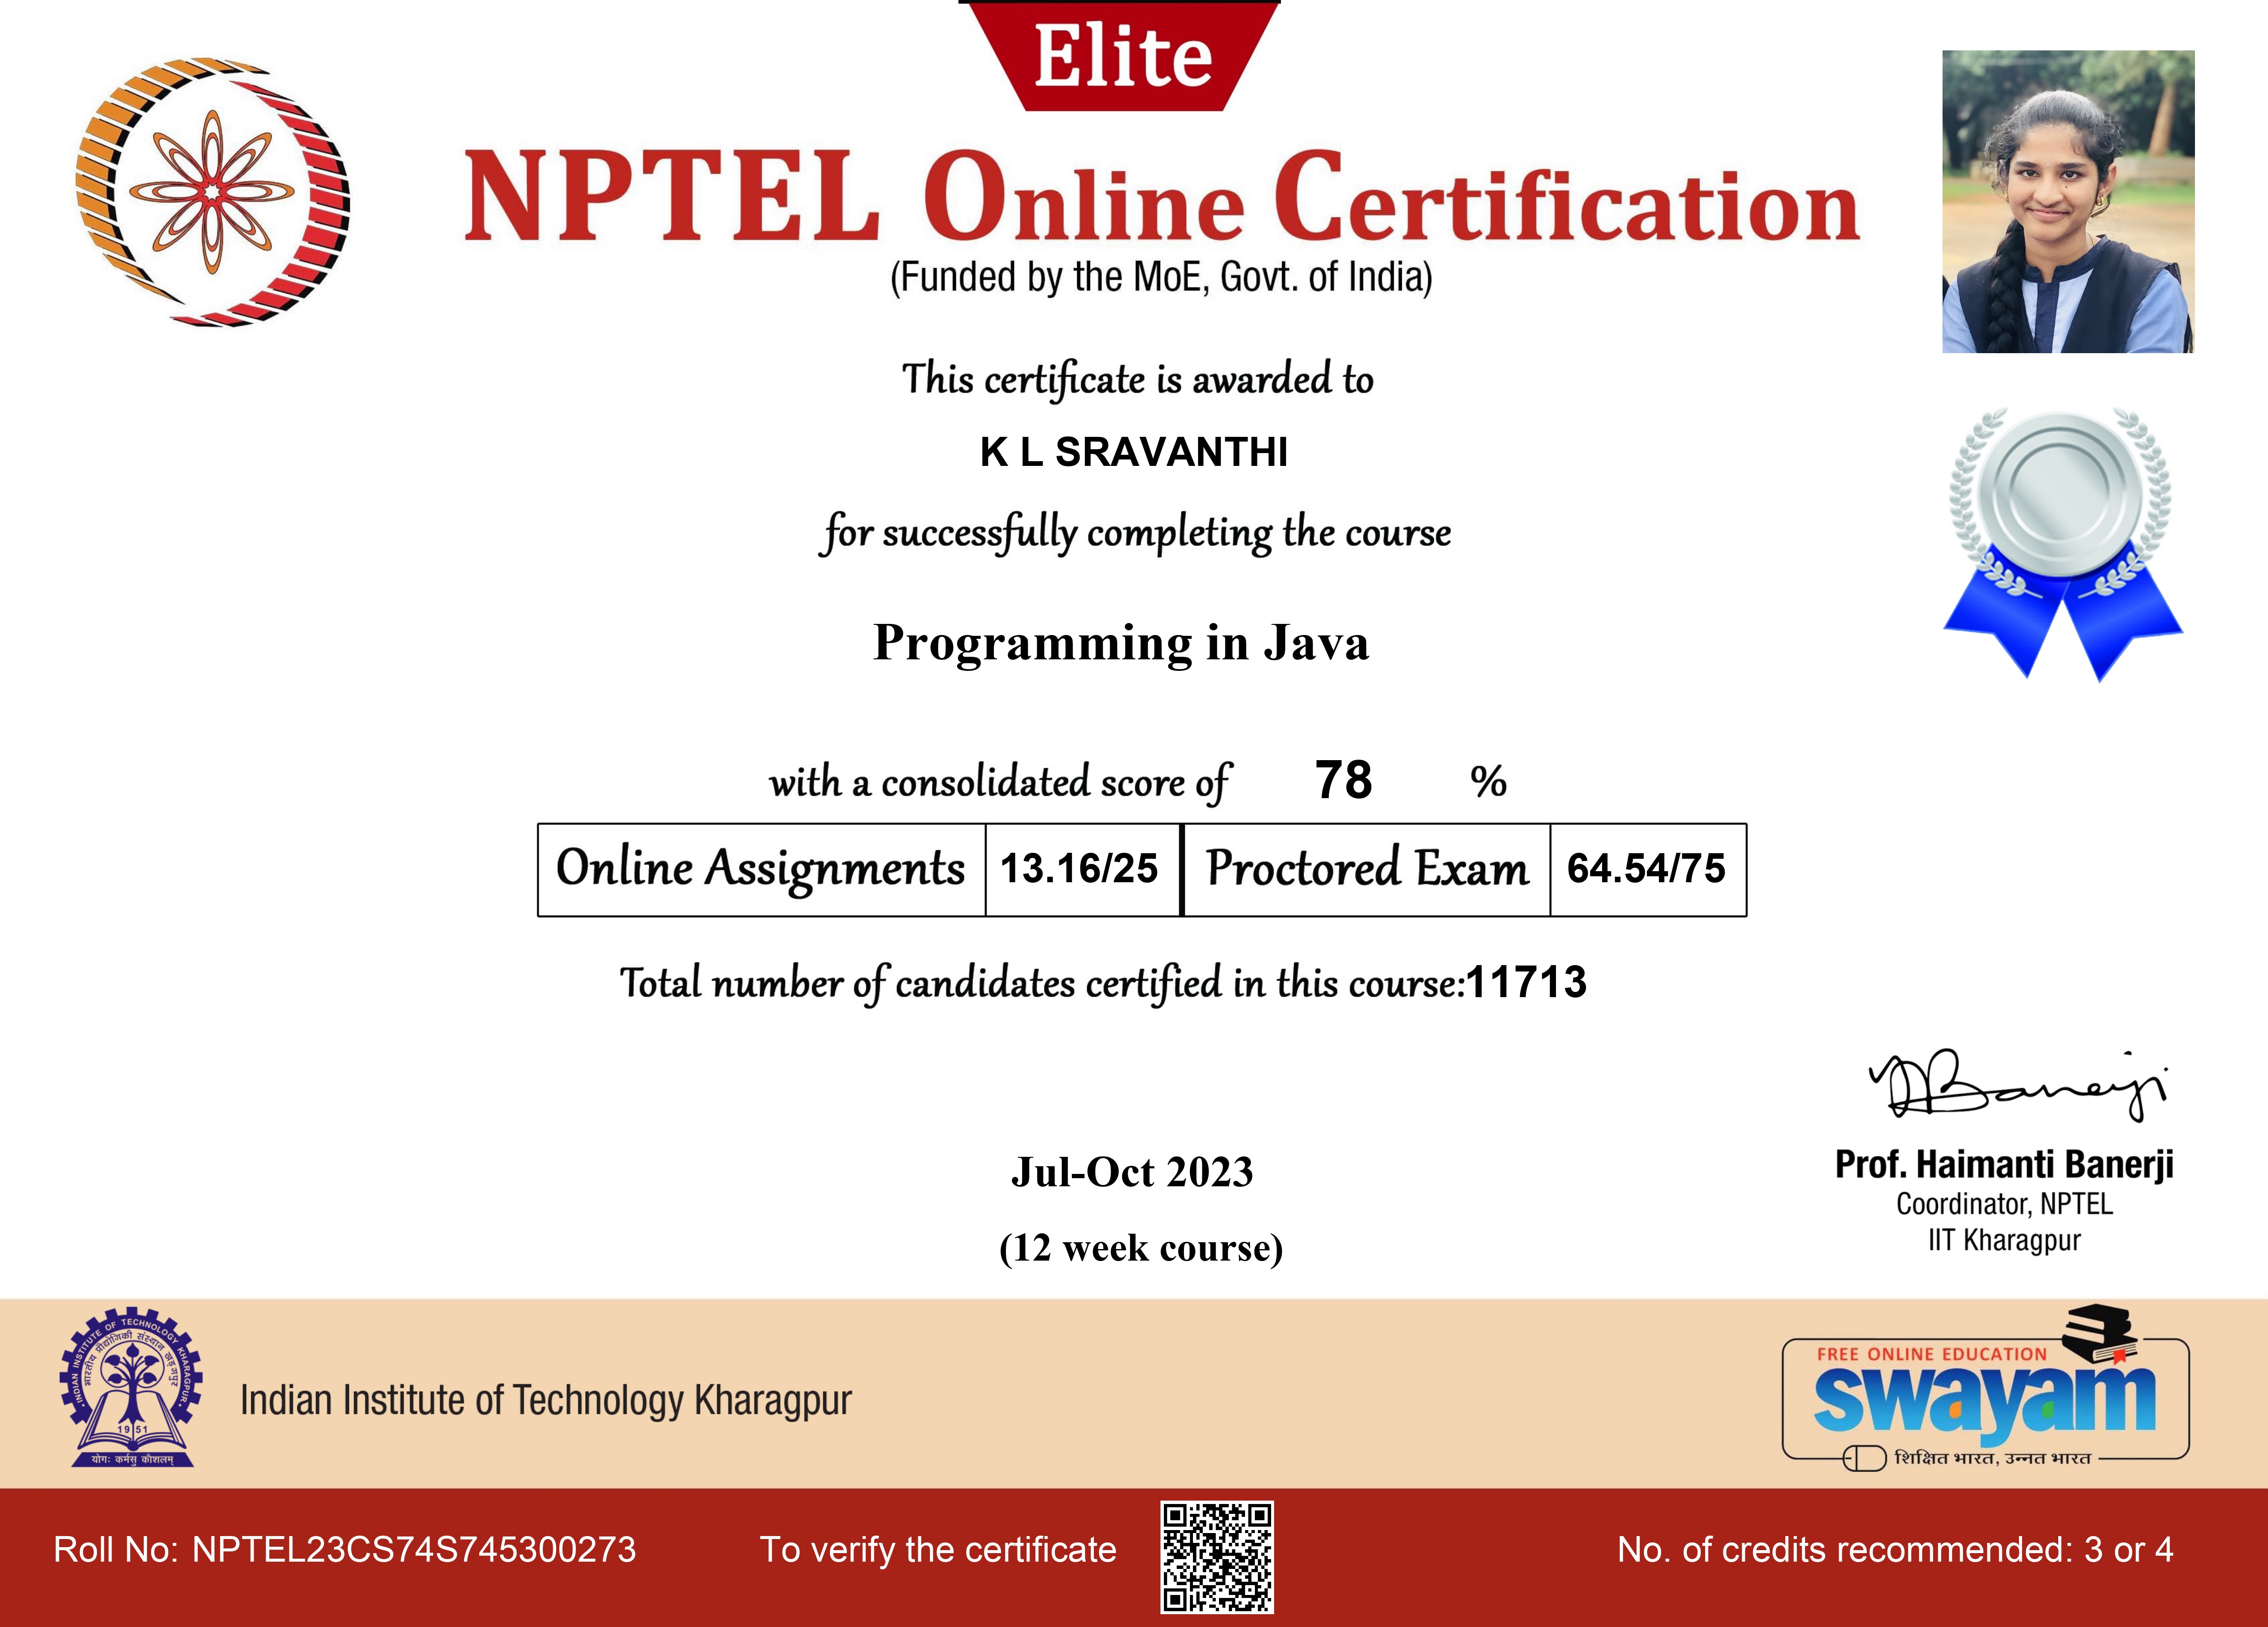 Elite
NPTEL Online Certification
(Funded by the MoE, Govt. of India)
This certificate is awarded to
K L SRAVANTHI
for successfully completing the course
Programming in Java
with a consolidated score of 78 %
Online Assignments 13.16/25 Proctored Exam 64.54/75
Total number of candidates certified in this course:11713
Banerji
Prof. Haimanti Banerji
Coordinator, NPTEL
IIT Kharagpur
Jul-Oct 2023
(12 week course)
INDIAN INSTITUTE OF TECHNOLOGY KHARAGPUR
भारतीय प्रौद्योगिकी संस्थान खड़गपुर
19 51
योगः कर्मसु कौशलम्
Indian Institute of Technology Kharagpur
FREE ONLINE EDUCATION
swayam
शिक्षित भारत, उन्नत भारत
Roll No: NPTEL23CS74S745300273
To verify the certificate
No. of credits recommended: 3 or 4